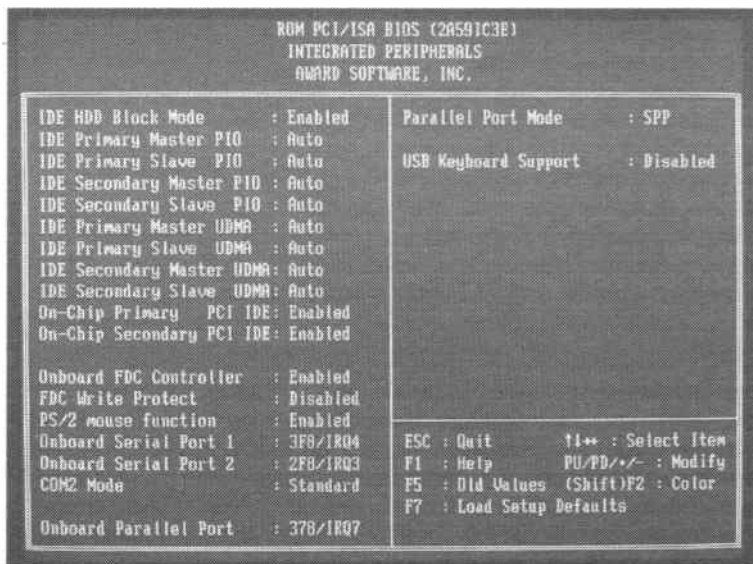 ROM PCI/ISA BIOS (2A59IC3E)
INTEGRATED PERIPHERALS
AWARD SOFTWARE, INC.
IDE HDD Block Mode : Enabled
IDE Primary Master PIO : Auto
IDE Primary Slave PIO : Auto
IDE Secondary Master PIO : Auto
IDE Secondary Slave PIO : Auto
IDE Primary Master UDMA : Auto
IDE Primary Slave UDMA : Auto
IDE Secondary Master UDMA: Auto
IDE Secondary Slave UDMA: Auto
On-Chip Primary PCI IDE: Enabled
On-Chip Secondary PCI IDE: Enabled
Onboard FDC Controller : Enabled
FDC Write Protect : Disabled
PS/2 mouse function : Enabled
Onboard Serial Port 1 : 3F8/IRQ4
Onboard Serial Port 2 : 2F8/IRQ3
COM2 Mode : Standard
Onboard Parallel Port : 378/IRQ7
Parallel Port Mode : SPP
USB Keyboard Support : Disabled
ESC : Quit ↑↓↔ : Select Item
F1 : Help PU/PD/+/- : Modify
F5 : Old Values (Shift)F2 : Color
F7 : Load Setup Defaults